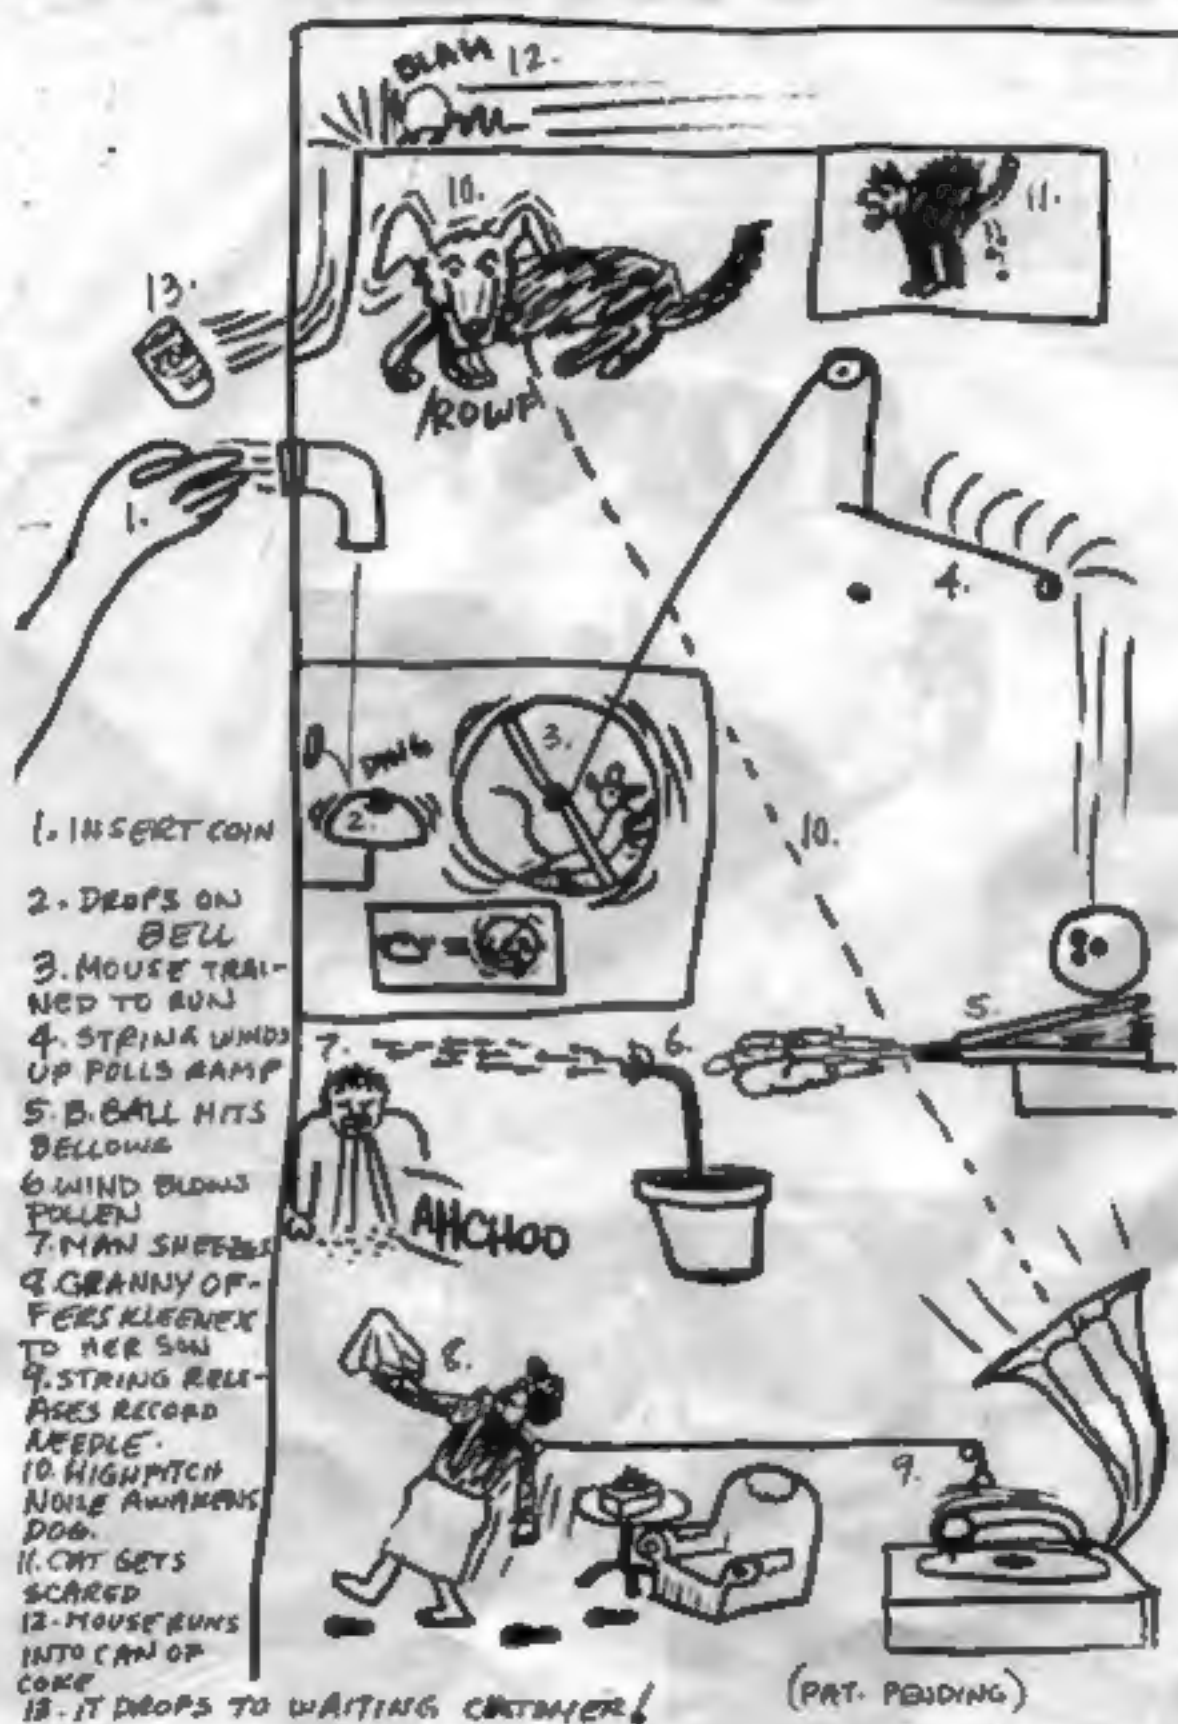 BLAM 12.
10.
11.
13.
ROWF
1.
4.
3.
DING
2.
10.
5.
7.
6.
AHCHOO
8.
9.
1. INSERT COIN
2. DROPS ON
BELL
3. MOUSE TRAI-
NED TO RUN
4. STRING WINDS
UP PULLS RAMP
5. B. BALL HITS
BELLOWS
6. WIND BLOWS
POLLEN
7. MAN SNEEZES
8. GRANNY OF-
FERS KLEENEX
TO HER SON
9. STRING RELE-
ASES RECORD
NEEDLE.
10. HIGHPITCH
NOISE AWAKENS
DOG.
11. CAT GETS
SCARED
12. MOUSE RUNS
INTO CAN OF
COKE
13. IT DROPS TO WAITING CUSTOMER!
(PAT. PENDING)